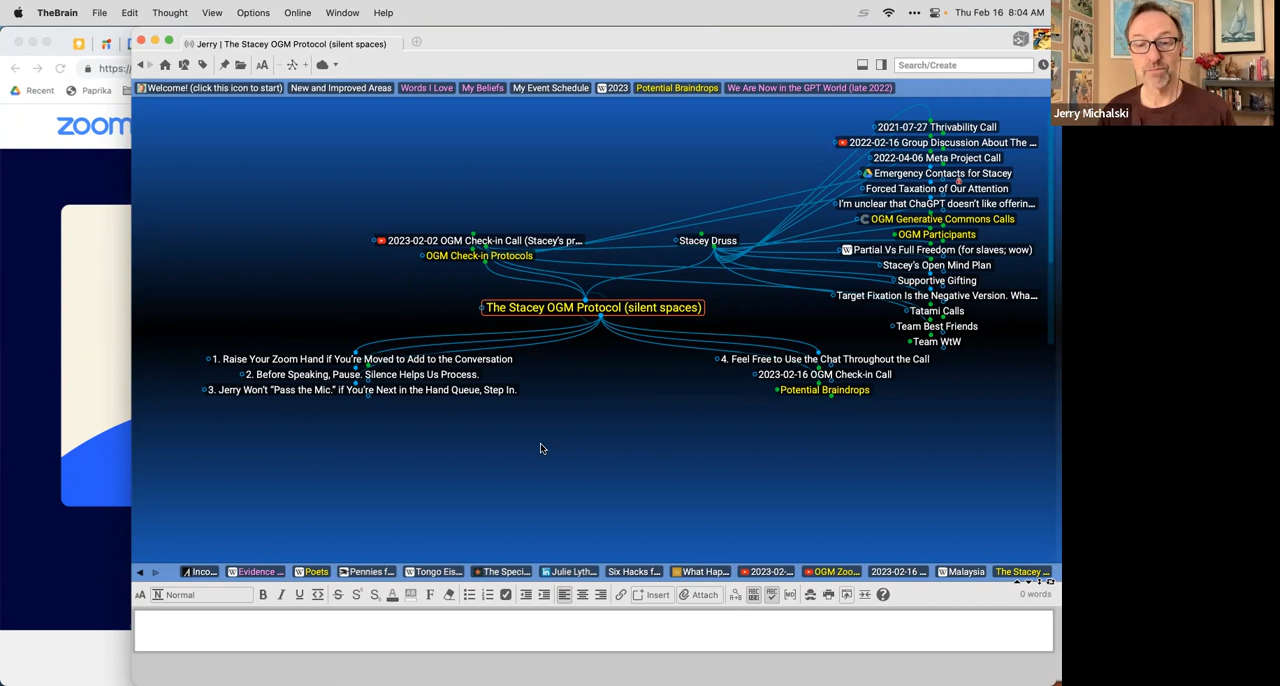 TheBrain File Edit Thought View Options Online Window Help
Thu Feb 16 8:04 AM
Jerry | The Stacey OGM Protocol (silent spaces)
https:/
Search/Create
Recent Paprika
Welcome! (click this icon to start) New and Improved Areas Words I Love My Beliefs My Event Schedule 2023 Potential Braindrops We Are Now in the GPT World (late 2022)
Jerry Michalski
zoom
2021-07-27 Thrivability Call
2022-02-16 Group Discussion About The ...
2022-04-06 Meta Project Call
Emergency Contacts for Stacey
Forced Taxation of Our Attention
I'm unclear that ChaGPT doesn't like offerin...
OGM Generative Commons Calls
OGM Participants
Partial Vs Full Freedom (for slaves; wow)
Stacey's Open Mind Plan
Supportive Gifting
Target Fixation Is the Negative Version. Wha...
Tatami Calls
Team Best Friends
Team WtW
2023-02-02 OGM Check-in Call (Stacey's pr...
OGM Check-in Protocols
Stacey Druss
The Stacey OGM Protocol (silent spaces)
1. Raise Your Zoom Hand if You're Moved to Add to the Conversation
2. Before Speaking, Pause. Silence Helps Us Process.
3. Jerry Won't “Pass the Mic.” if You're Next in the Hand Queue, Step In.
4. Feel Free to Use the Chat Throughout the Call
2023-02-16 OGM Check-in Call
Potential Braindrops
Inco... Evidence ... Poets Pennies f... Tongo Eis... The Speci... Julie Lyth... Six Hacks f... What Hap... 2023-02-... OGM Zoo... 2023-02-16 ... Malaysia The Stacey ...
Normal Insert Attach 0 words